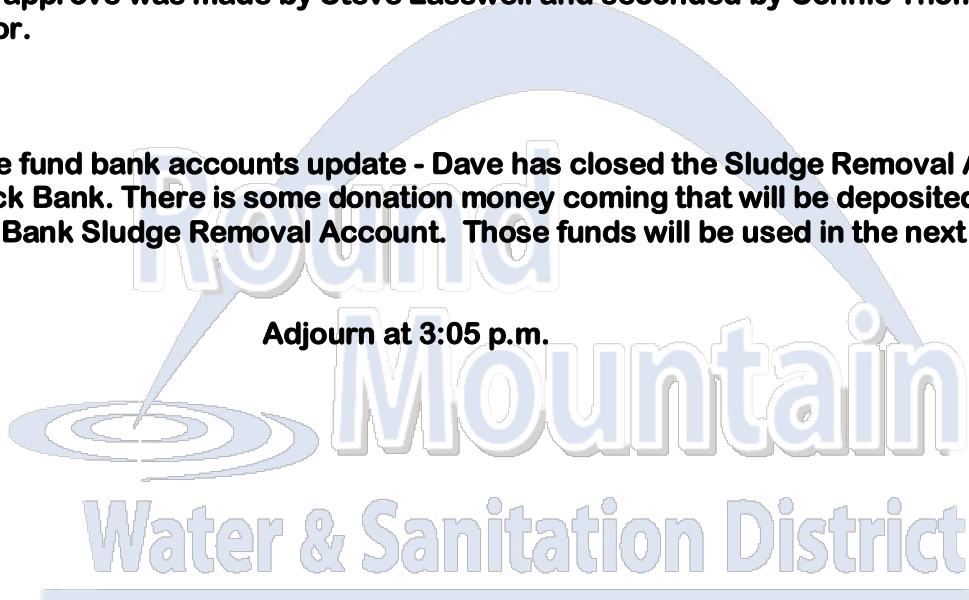 approve was made by Steve Lasswell and seconded by Connie
or.
e fund bank accounts update - Dave has closed the Sludge Removal A
ck Bank. There is some donation money coming that will be deposited
Bank Sludge Removal Account. Those funds will be used in the next
Adjourn at 3:05 p.m.
Round
Mountain
Water & Sanitation District